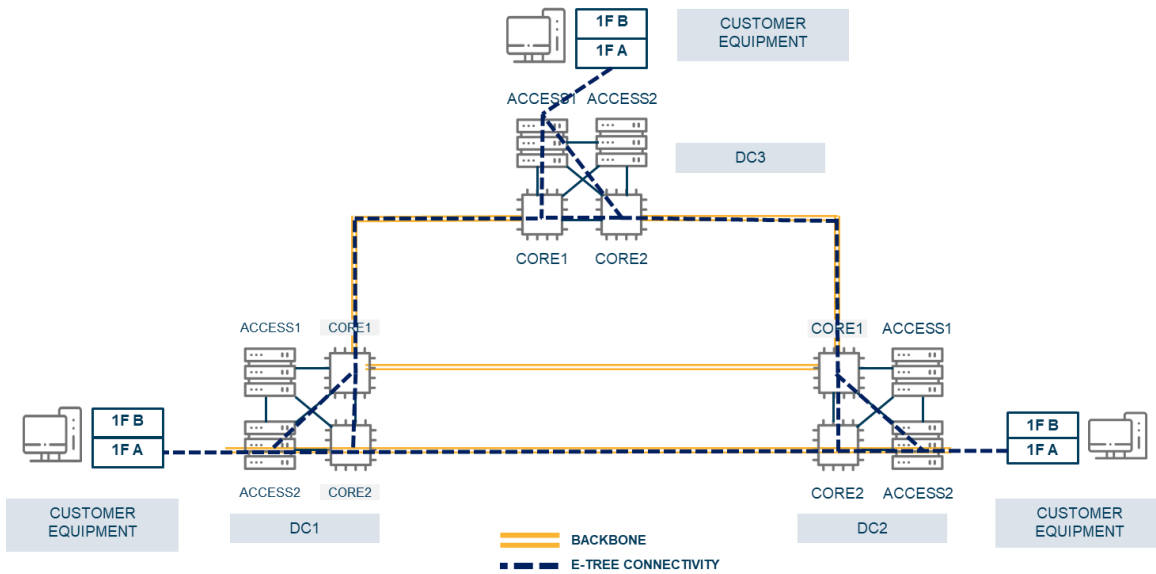 1F B
1F A
CUSTOMER
EQUIPMENT
ACCESS1
ACCESS2
DC3
CORE1
CORE2
ACCESS1
CORE1
CORE1
ACCESS1
1F B
1F A
1F B
1F A
ACCESS2
CORE2
CORE2
ACCESS2
CUSTOMER
EQUIPMENT
DC1
DC2
CUSTOMER
EQUIPMENT
BACKBONE
E-TREE CONNECTIVITY